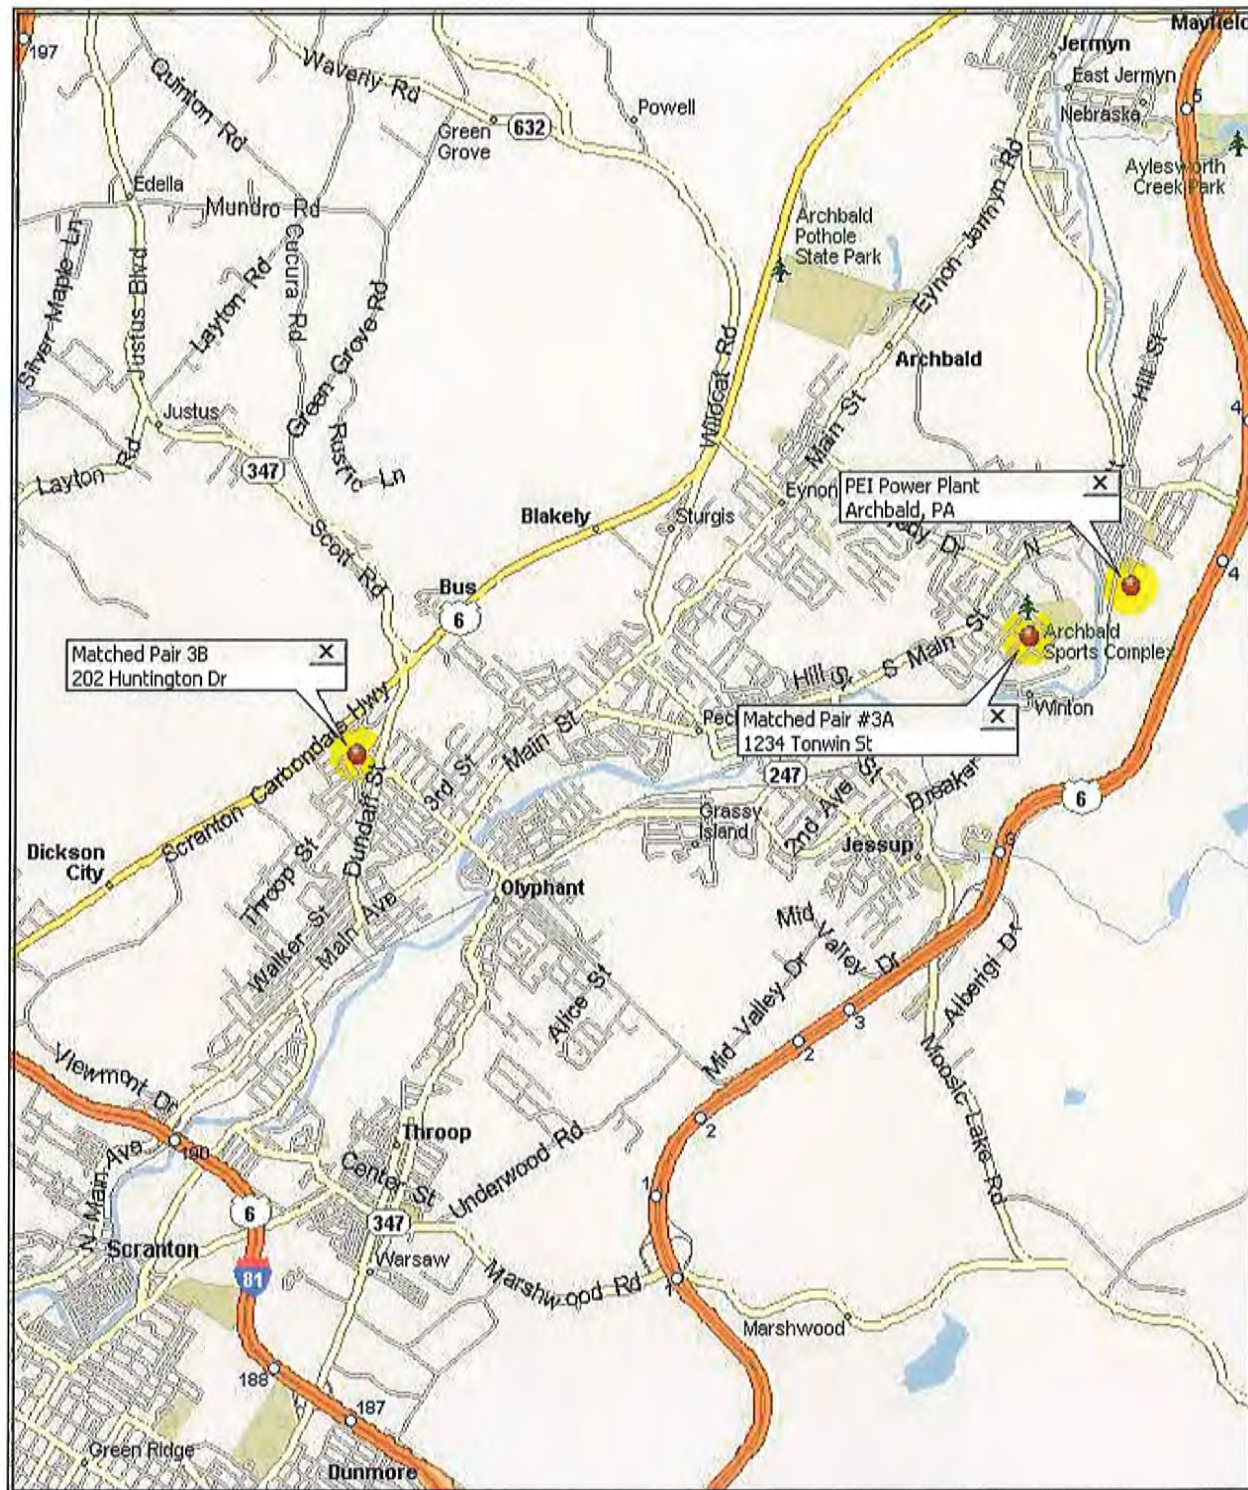 Mayfield
197
Jermyn
Waverly Rd
East Jermyn
Quinton Rd
Powell
5
Nebraska
Green
Grove
632
Aylesworth
Creek Park
Edella
Mundro Rd
Archbald
Pothole
State Park
Eynon-Jermyn Rd
Silver Maple Ln
Justus Blvd
Layton Rd
Cucura Rd
Green Grove Rd
Wildcat Rd
Archbald
Hill St
Justus
4
Main St
Layton Rd
347
Rustic Ln
PEI Power Plant
Archbald, PA
Eynon
Blakely
Sturgis
Scott Rd
N
4
Bus
6
Matched Pair 3B
202 Huntington Dr
Archbald
Sports Complex
Hill St
S Main St
Winton
Matched Pair #3A
1234 Tonwin St
Scranton Carbondale Hwy
Main St
3rd St
247
St
Breaker
6
Grassy
Island
2nd Ave
Jessup
Dickson
City
Dundaff St
Throop St
Olyphant
Walker St
Main Ave
Mid Valley Dr
Alberigi Dr
Alice St
Mid Valley Dr
3
2
Viewmont Dr
Moosic Lake Rd
2
Throop
190
N Main Ave
Center St
Underwood Rd
1
6
347
Scranton
Warsaw
81
Marshwood Rd
1
Marshwood
188
187
Green Ridge
Dunmore